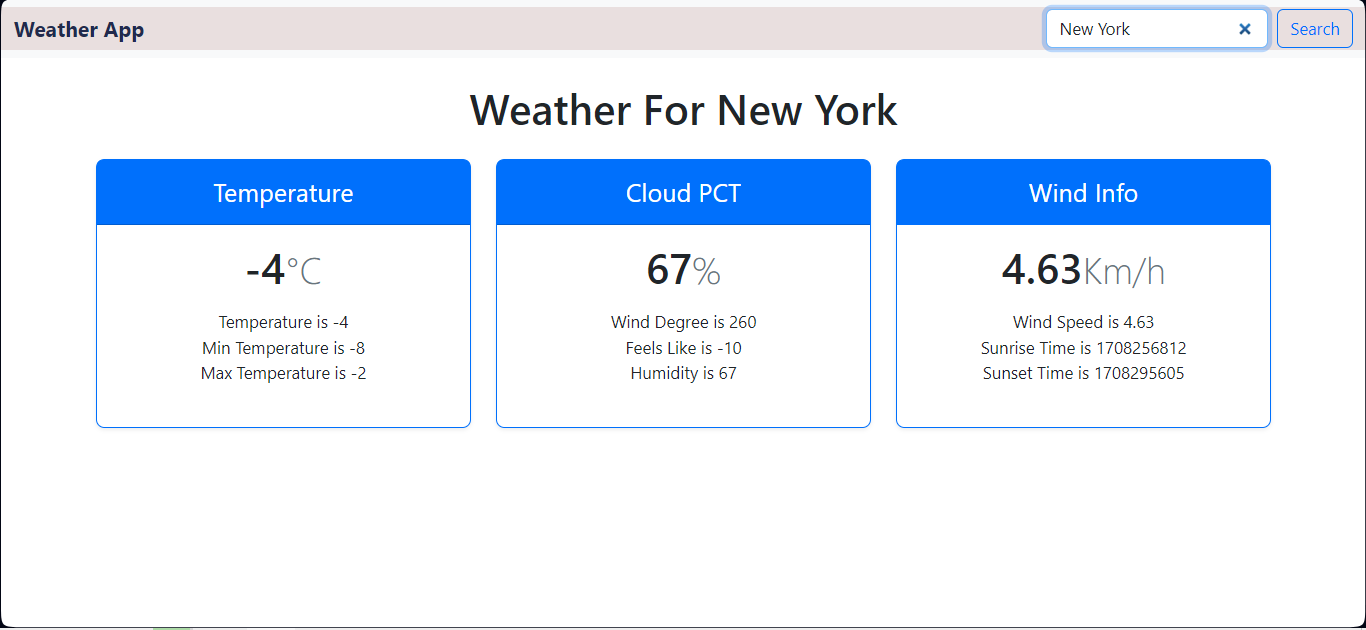 Weather App
New York
Search
Weather For New York
Temperature
-4°C
Temperature is -4
Min Temperature is -8
Max Temperature is -2
Cloud PCT
67%
Wind Degree is 260
Feels Like is -10
Humidity is 67
Wind Info
4.63Km/h
Wind Speed is 4.63
Sunrise Time is 1708256812
Sunset Time is 1708295605